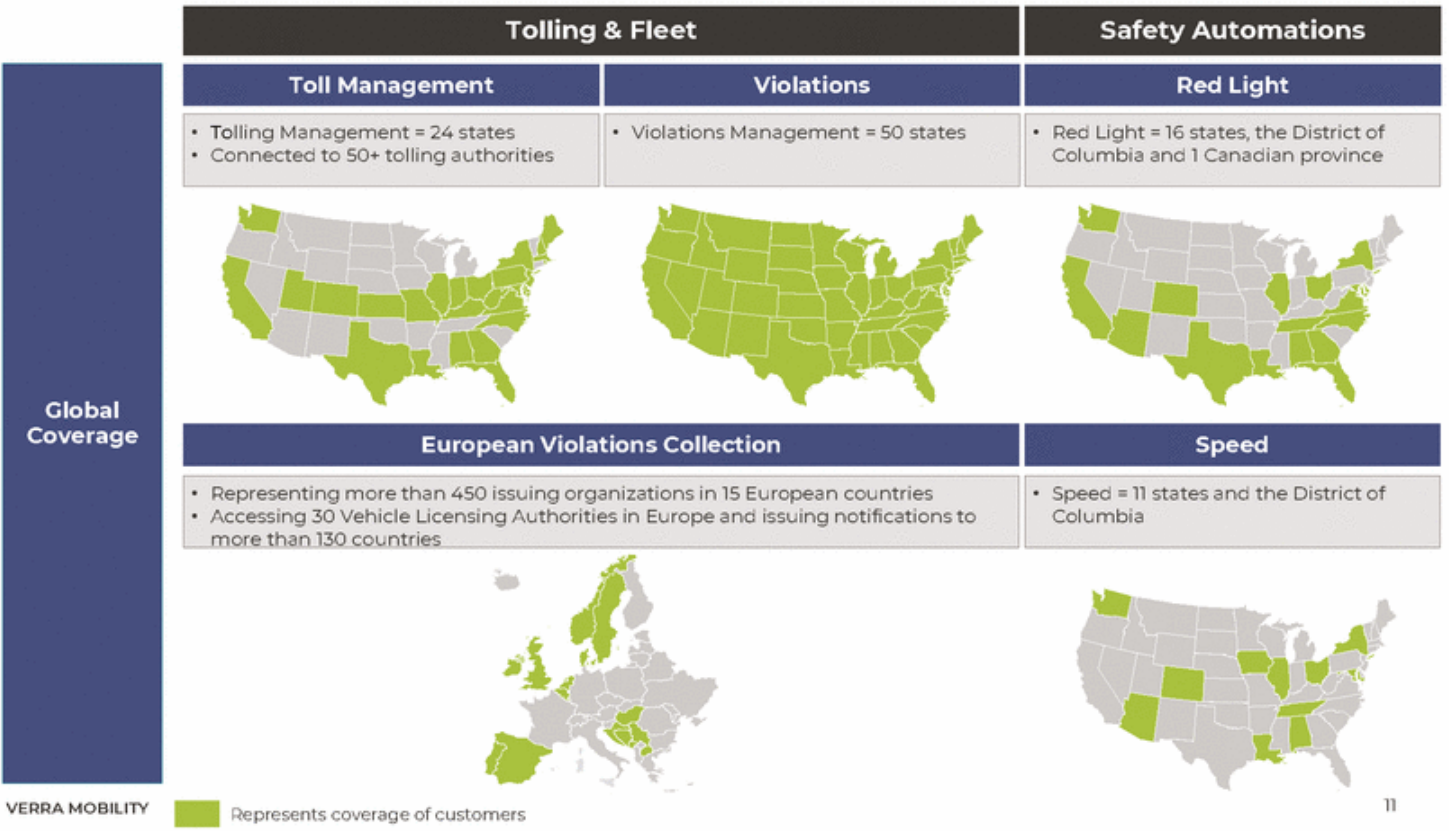 Tolling & Fleet
Safety Automations
Toll Management
Violations
Red Light
• Tolling Management = 24 states
• Connected to 50+ tolling authorities
• Violations Management = 50 states
• Red Light = 16 states, the District of
Columbia and 1 Canadian province
Global
Coverage
European Violations Collection
Speed
• Representing more than 450 issuing organizations in 15 European countries
• Accessing 30 Vehicle Licensing Authorities in Europe and issuing notifications to
more than 130 countries
• Speed = 11 states and the District of
Columbia
VERRA MOBILITY
Represents coverage of customers
11